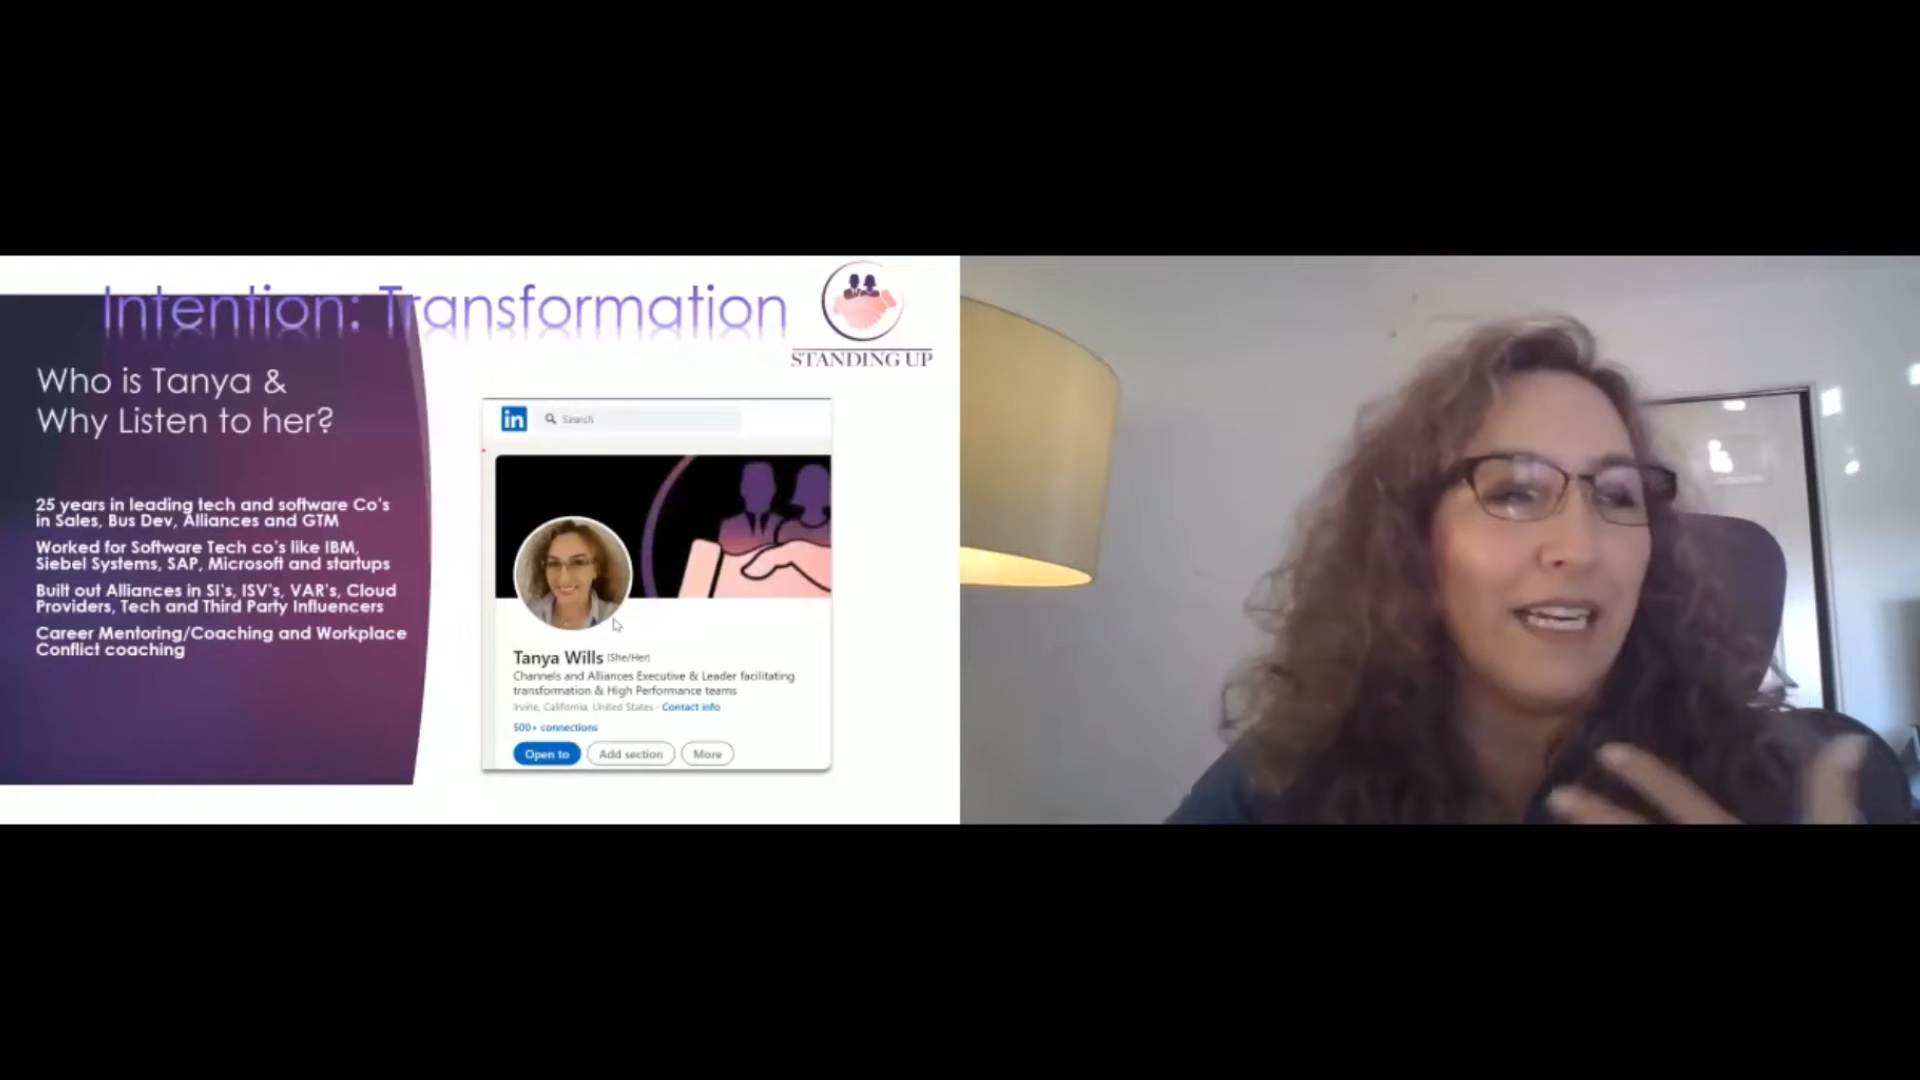 Intention: Transformation
STANDING UP
Who is Tanya &
Why Listen to her?
25 years in leading tech and software Co's
in Sales, Bus Dev, Alliances and GTM
Worked for Software Tech co's like IBM,
Siebel Systems, SAP, Microsoft and startups
Built out Alliances in SI's, ISV's, VAR's, Cloud
Providers, Tech and Third Party Influencers
Career Mentoring/Coaching and Workplace
Conflict coaching
in
Search
Tanya Wills (She/Her)
Channels and Alliances Executive & Leader facilitating
transformation & High Performance teams
Irvine, California, United States · Contact info
500+ connections
Open to
Add section
More